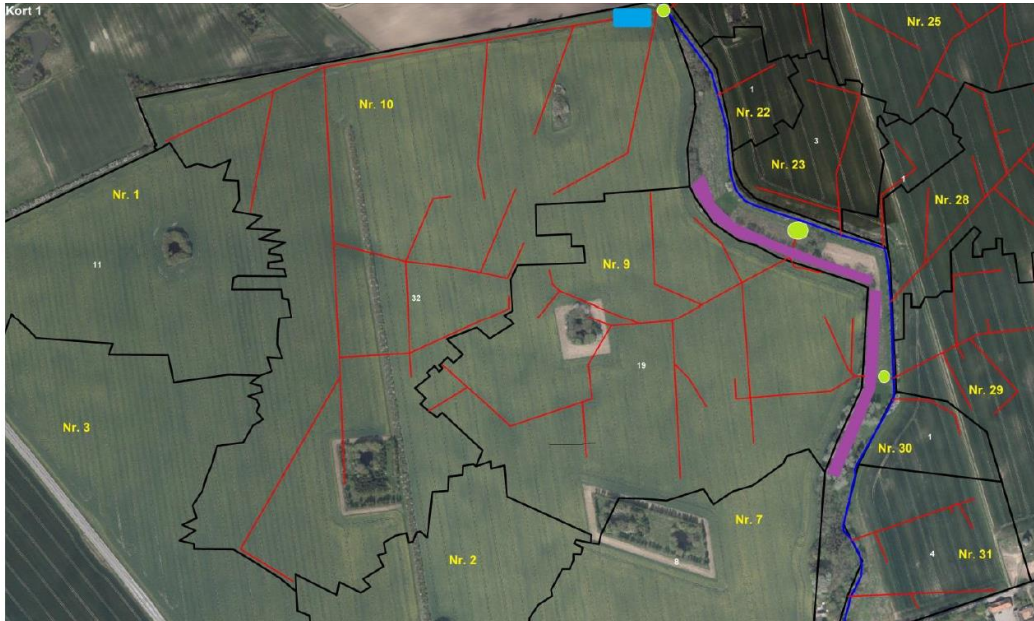 Kort 1
Nr. 25
Nr. 10
1
Nr. 22
3
Nr. 23
1
Nr. 1
Nr. 28
11
Nr. 9
32
19
Nr. 29
Nr. 3
1
Nr. 30
Nr. 7
4
Nr. 31
Nr. 2
8